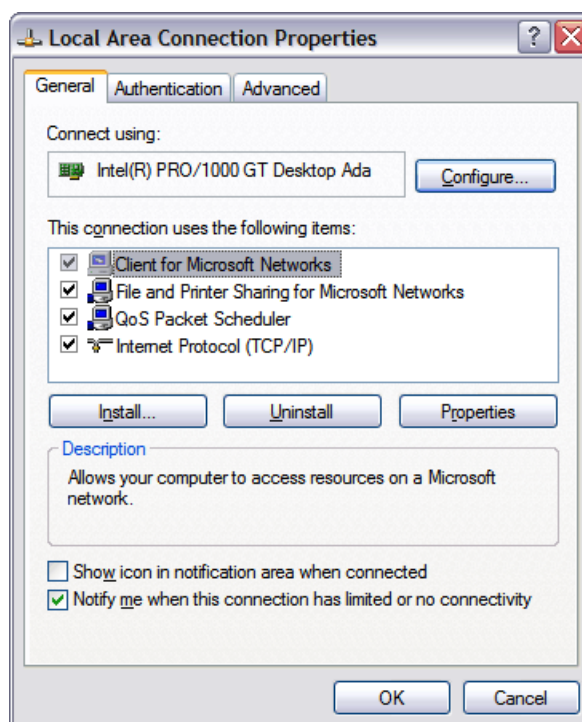 Local Area Connection Properties
General
Authentication
Advanced
Connect using:
Intel(R) PRO/1000 GT Desktop Ada
Configure...
This connection uses the following items:
Client for Microsoft Networks
File and Printer Sharing for Microsoft Networks
QoS Packet Scheduler
Internet Protocol (TCP/IP)
Install...
Uninstall
Properties
Description
Allows your computer to access resources on a Microsoft
network.
Show icon in notification area when connected
Notify me when this connection has limited or no connectivity
OK
Cancel